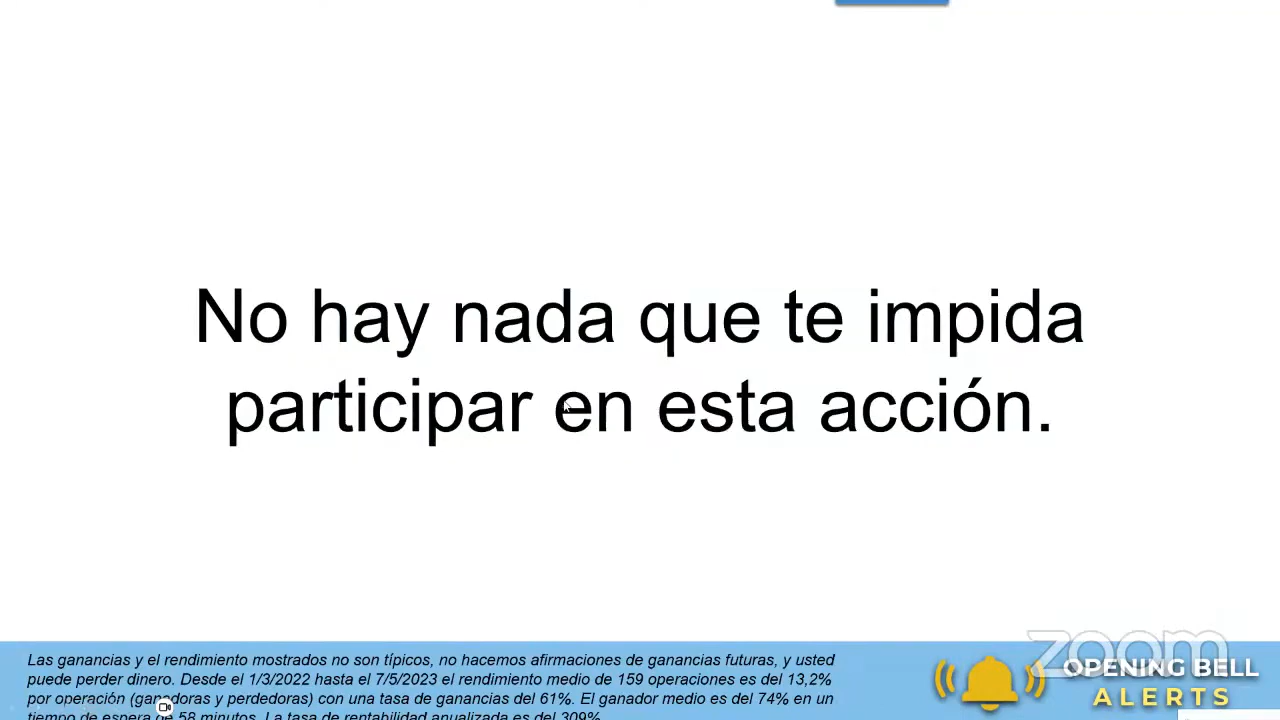 No hay nada que te impida
participar en esta acción.
Las ganancias y el rendimiento mostrados no son típicos, no hacemos afirmaciones de ganancias futuras, y usted
puede perder dinero. Desde el 1/3/2022 hasta el 7/5/2023 el rendimiento medio de 159 operaciones es del 13,2%
por operación (ganadoras y perdedoras) con una tasa de ganancias del 61%. El ganador medio es del 74% en un
tiempo de espera de 58 minutos. La tasa de rentabilidad anualizada es del 309%.
zoom
OPENING BELL
ALERTS